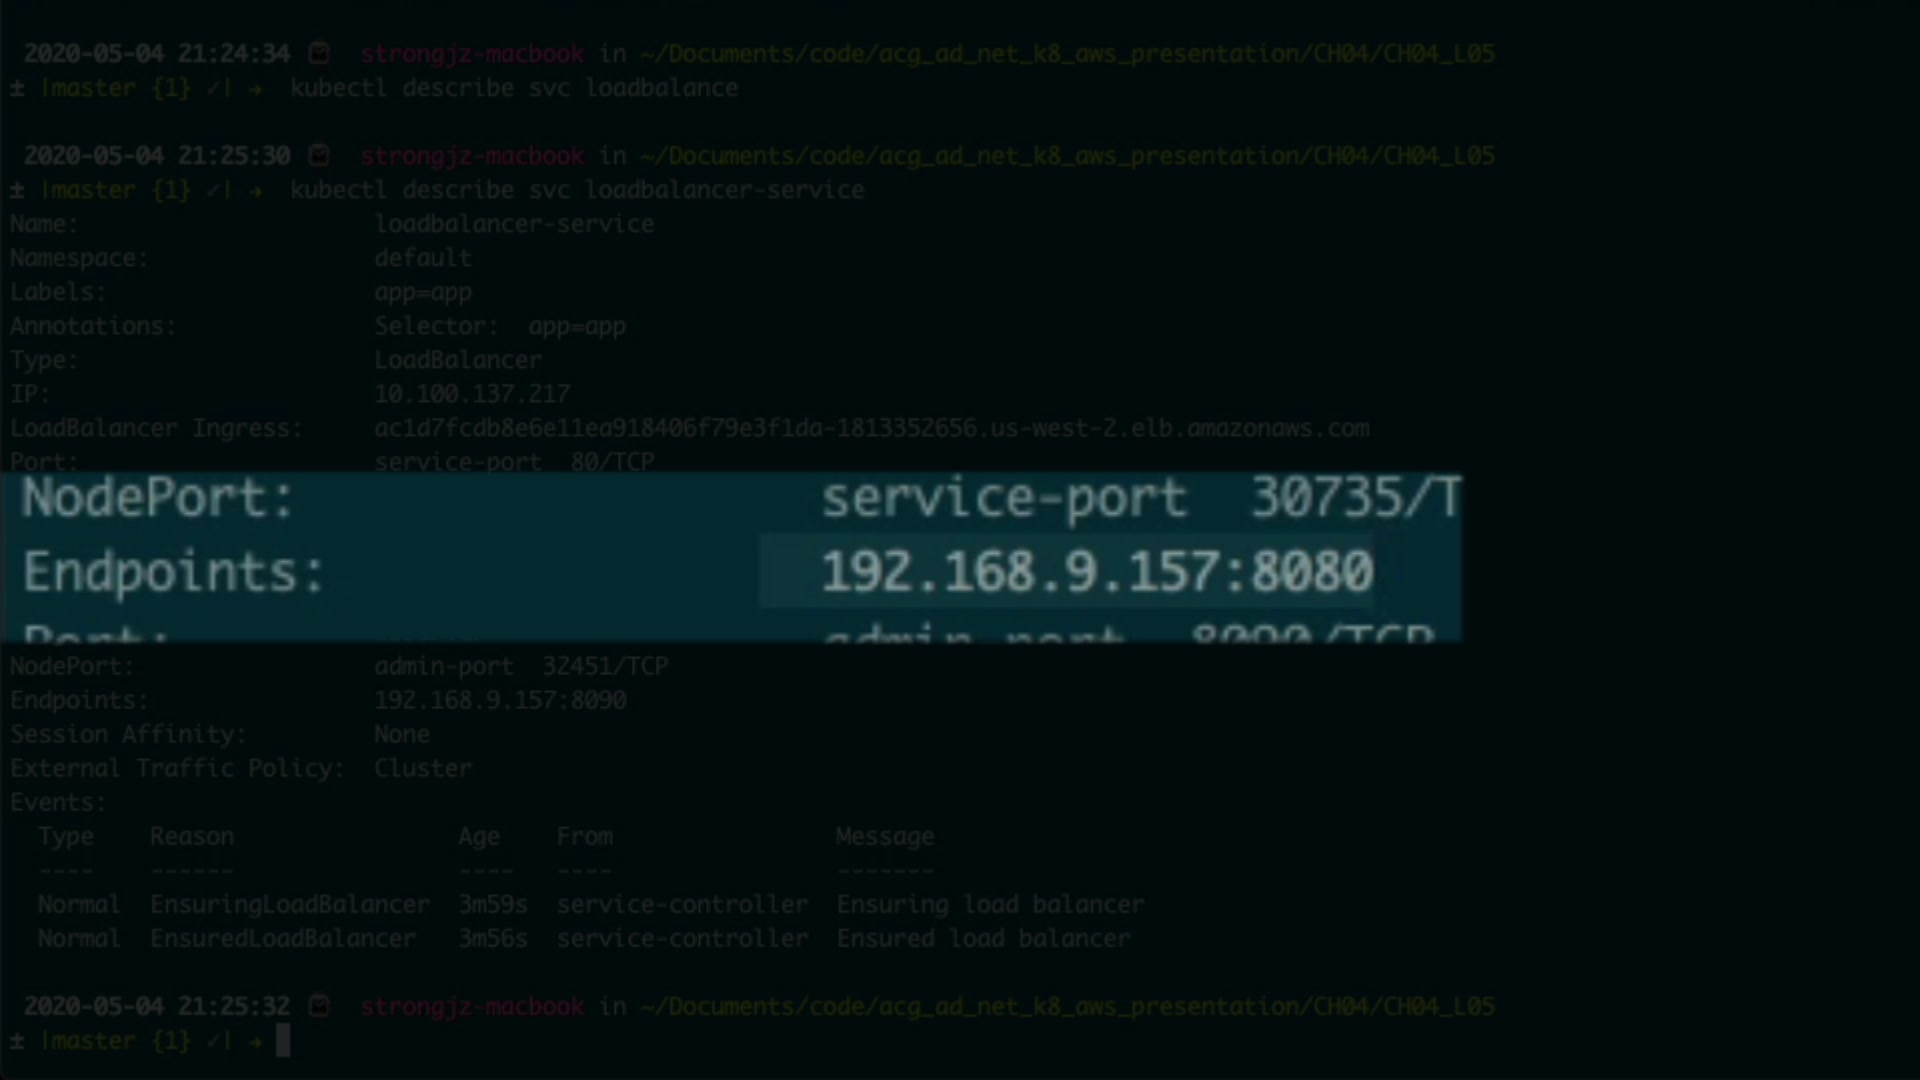 2020-05-04 21:24:34 strongjz-macbook in ~/Documents/code/acg_ad_net_k8_aws_presentation/CH04/CH04_L05
± |master {1} ✓| → kubectl describe svc loadbalance
2020-05-04 21:25:30 strongjz-macbook in ~/Documents/code/acg_ad_net_k8_aws_presentation/CH04/CH04_L05
± |master {1} ✓| → kubectl describe svc loadbalancer-service
Name: loadbalancer-service
Namespace: default
Labels: app=app
Annotations: Selector: app=app
Type: LoadBalancer
IP: 10.100.137.217
LoadBalancer Ingress: ac1d7fcdb8e6e11ea918406f79e3f1da-1813352656.us-west-2.elb.amazonaws.com
Port: service-port 80/TCP
NodePort: service-port 30735/T
Endpoints: 192.168.9.157:8080
Port: admin-port 8090/TCP
NodePort: admin-port 32451/TCP
Endpoints: 192.168.9.157:8090
Session Affinity: None
External Traffic Policy: Cluster
Events:
Type Reason Age From Message
---- ------ ---- ---- -------
Normal EnsuringLoadBalancer 3m59s service-controller Ensuring load balancer
Normal EnsuredLoadBalancer 3m56s service-controller Ensured load balancer
2020-05-04 21:25:32 strongjz-macbook in ~/Documents/code/acg_ad_net_k8_aws_presentation/CH04/CH04_L05
± |master {1} ✓| →